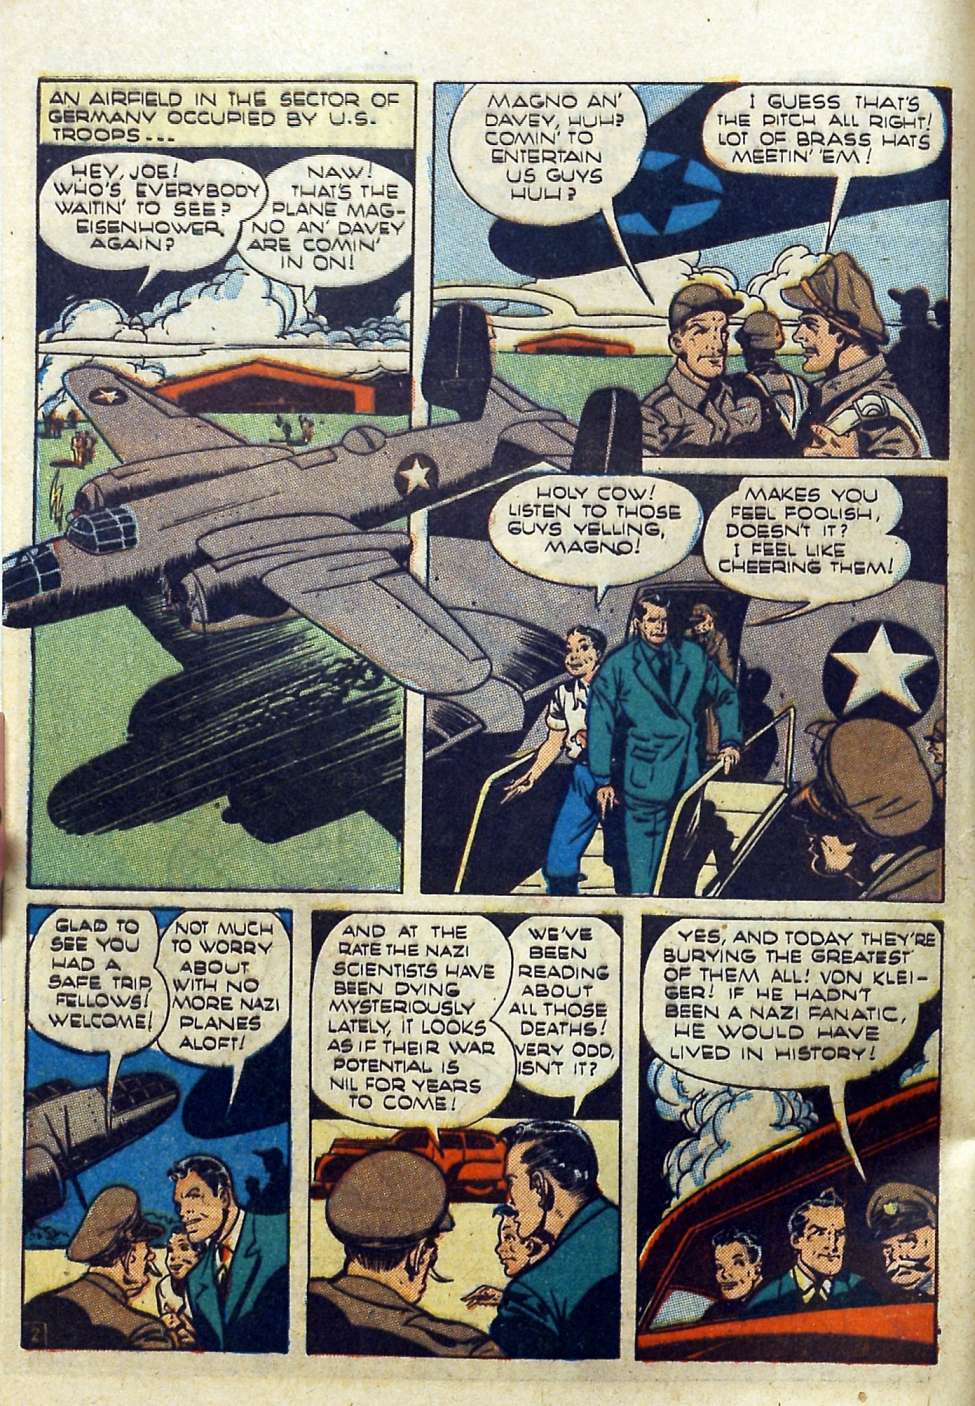 AN AIRFIELD IN THE SECTOR OF
GERMANY OCCUPIED BY U.S.
TROOPS---
HEY, JOE!
WHO'S EVERYBODY
WAITIN' TO SEE?
EISENHOWER,
AGAIN?
NAW!
THAT'S THE
PLANE MAG-
NO AN' DAVEY
ARE COMIN'
IN ON!
MAGNO AN'
DAVEY, HUH?
COMIN' TO
ENTERTAIN
US GUYS
HUH?
I GUESS THAT'S
THE PITCH ALL RIGHT!
LOT OF BRASS HATS
MEETIN' 'EM!
HOLY COW!
LISTEN TO THOSE
GUYS YELLING,
MAGNO!
MAKES YOU
FEEL FOOLISH,
DOESN'T IT?
I FEEL LIKE
CHEERING THEM!
GLAD TO
SEE YOU
HAD A
SAFE TRIP,
FELLOWS!
WELCOME!
NOT MUCH
TO WORRY
ABOUT
WITH NO
MORE NAZI
PLANES
ALOFT!
2
AND AT THE
RATE THE NAZI
SCIENTISTS HAVE
BEEN DYING
MYSTERIOUSLY
LATELY, IT LOOKS
AS IF THEIR WAR
POTENTIAL IS
NIL FOR YEARS
TO COME!
WE'VE
BEEN
READING
ABOUT
ALL THOSE
DEATHS!
VERY ODD,
ISN'T IT?
YES, AND TODAY THEY'RE
BURYING THE GREATEST
OF THEM ALL! VON KLEI-
GER! IF HE HADN'T
BEEN A NAZI FANATIC,
HE WOULD HAVE
LIVED IN HISTORY!